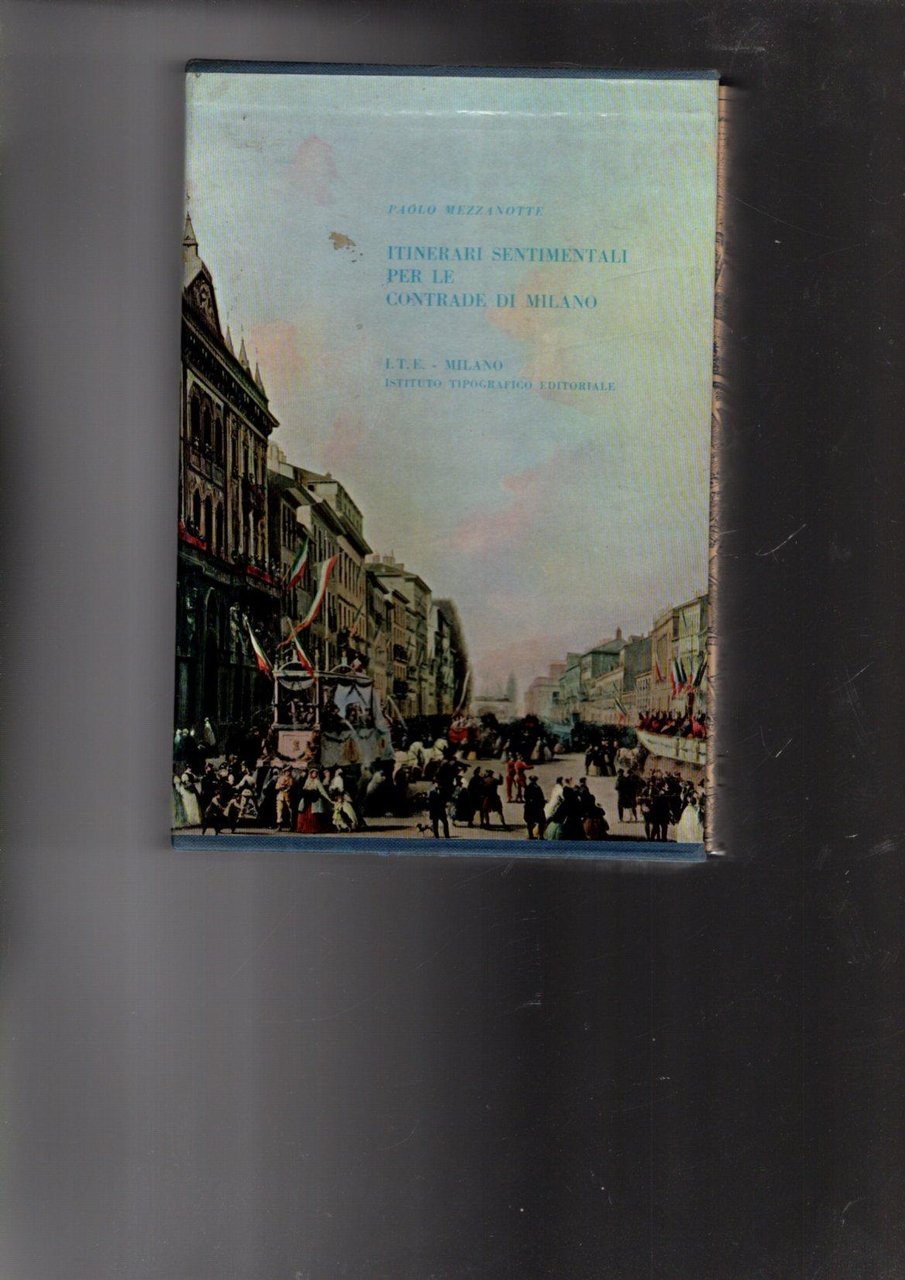 PAOLO MEZZANOTTE
ITINERARI SENTIMENTALI
PER LE
CONTRADE DI MILANO
I.T.E. - MILANO
ISTITUTO TIPOGRAFICO EDITORIALE